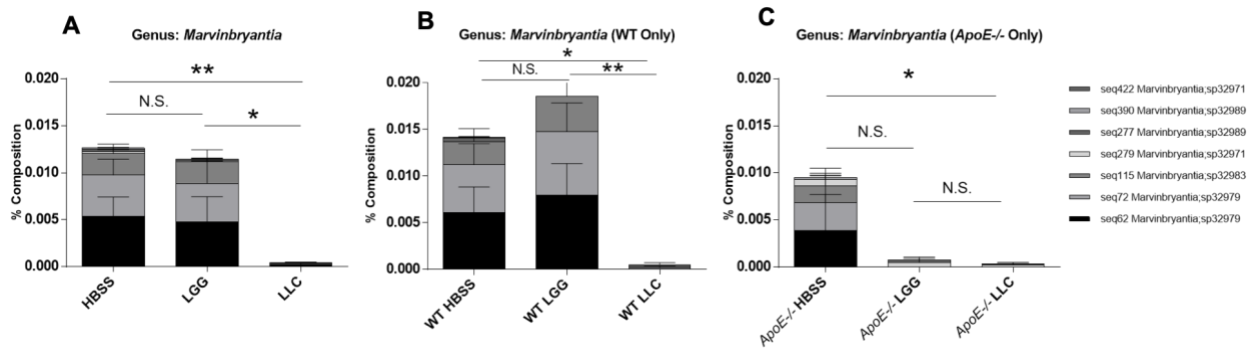 A
Genus: Marvinbryantia
% Composition
0.020
0.015
0.010
0.005
0.000
**
N.S.
*
HBSS
LGG
LLC
B
Genus: Marvinbryantia (WT Only)
% Composition
0.020
0.015
0.010
0.005
0.000
*
N.S.
**
WT HBSS
WT LGG
WT LLC
C
Genus: Marvinbryantia (ApoE-/- Only)
% Composition
0.020
0.015
0.010
0.005
0.000
*
N.S.
N.S.
ApoE-/- HBSS
ApoE-/- LGG
ApoE-/- LLC
seq422 Marvinbryantia;sp32971
seq390 Marvinbryantia;sp32989
seq277 Marvinbryantia;sp32989
seq279 Marvinbryantia;sp32971
seq115 Marvinbryantia;sp32983
seq72 Marvinbryantia;sp32979
seq62 Marvinbryantia;sp32979